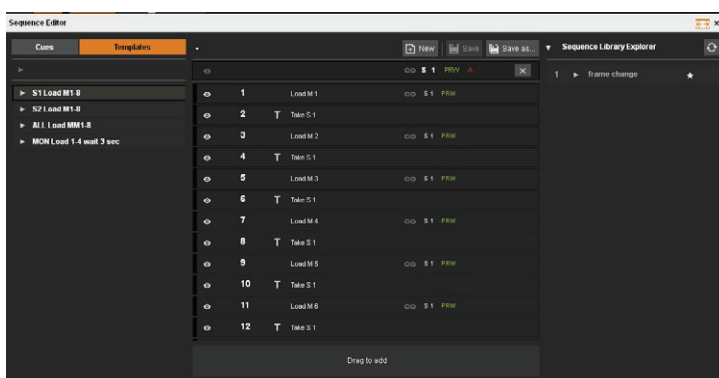 Sequence Editor
Cues Templates
- New Save Save as...
Sequence Library Explorer
S 1 PRW A
1 frame change
S1 Load M1-8
S2 Load M1-8
ALL Load MM1-8
MON Load 1-4 wait 3 sec
1 Load M 1 S 1 PRW
2 T Take S 1
3 Load M 2 S 1 PRW
4 T Take S 1
5 Load M 3 S 1 PRW
6 T Take S 1
7 Load M 4 S 1 PRW
8 T Take S 1
9 Load M 5 S 1 PRW
10 T Take S 1
11 Load M 6 S 1 PRW
12 T Take S 1
Drag to add